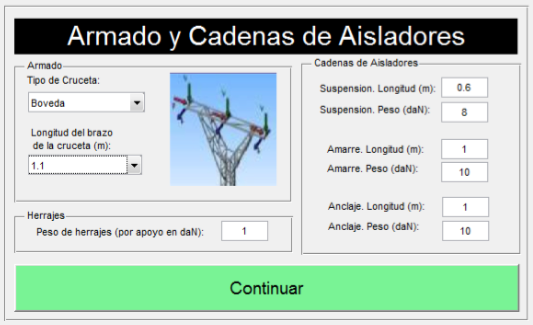 Armado y Cadenas de Aisladores
Armado
Tipo de Cruceta:
Boveda
Longitud del brazo
de la cruceta (m):
1.1
Herrajes
Peso de herrajes (por apoyo en daN):
1
Cadenas de Aisladores
Suspension. Longitud (m):
0.6
Suspension. Peso (daN):
8
Amarre. Longitud (m):
1
Amarre. Peso (daN):
10
Anclaje. Longitud (m):
1
Anclaje. Peso (daN):
10
Continuar